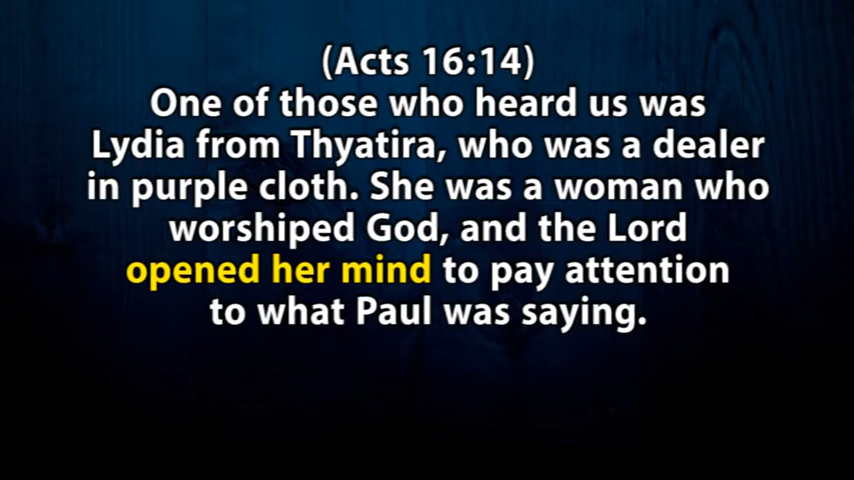 (Acts 16:14)
One of those who heard us was
Lydia from Thyatira, who was a dealer
in purple cloth. She was a woman who
worshiped God, and the Lord
opened her mind to pay attention
to what Paul was saying.